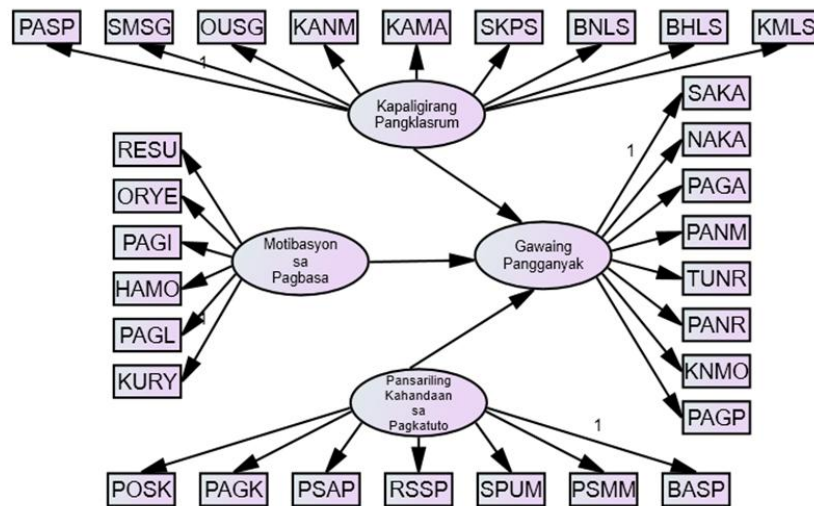 PASP SMSG OUSG KANM KAMA SKPS BNLS BHLS KMLS
1
Kapaligirang
Pangklasrum
SAKA
1
NAKA
PAGA
PANM
TUNR
PANR
KNMO
PAGP
RESU
ORYE
PAGI
HAMO
PAGL
1
KURY
Motibasyon
sa
Pagbasa
Gawaing
Pangganyak
Pansariling
Kahandaan
sa
Pagkatuto
1
POSK PAGK PSAP RSSP SPUM PSMM BASP